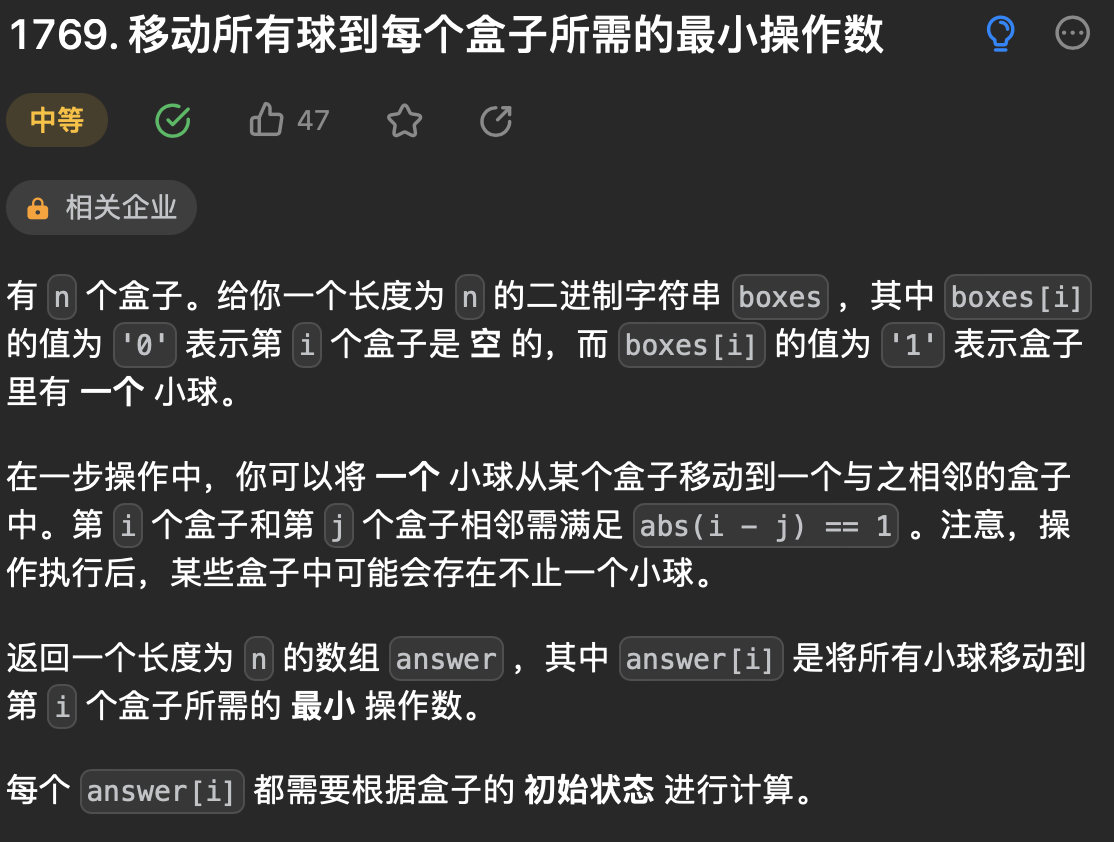 1769. 移动所有球到每个盒子所需的最小操作数
中等 47
相关企业
有 n 个盒子。给你一个长度为 n 的二进制字符串 boxes ，其中 boxes[i]
的值为 '0' 表示第 i 个盒子是 空 的，而 boxes[i] 的值为 '1' 表示盒子
里有 一个 小球。
在一步操作中，你可以将 一个 小球从某个盒子移动到一个与之相邻的盒子
中。第 i 个盒子和第 j 个盒子相邻需满足 abs(i - j) == 1 。注意，操
作执行后，某些盒子中可能会存在不止一个小球。
返回一个长度为 n 的数组 answer ，其中 answer[i] 是将所有小球移动到
第 i 个盒子所需的 最小 操作数。
每个 answer[i] 都需要根据盒子的 初始状态 进行计算。